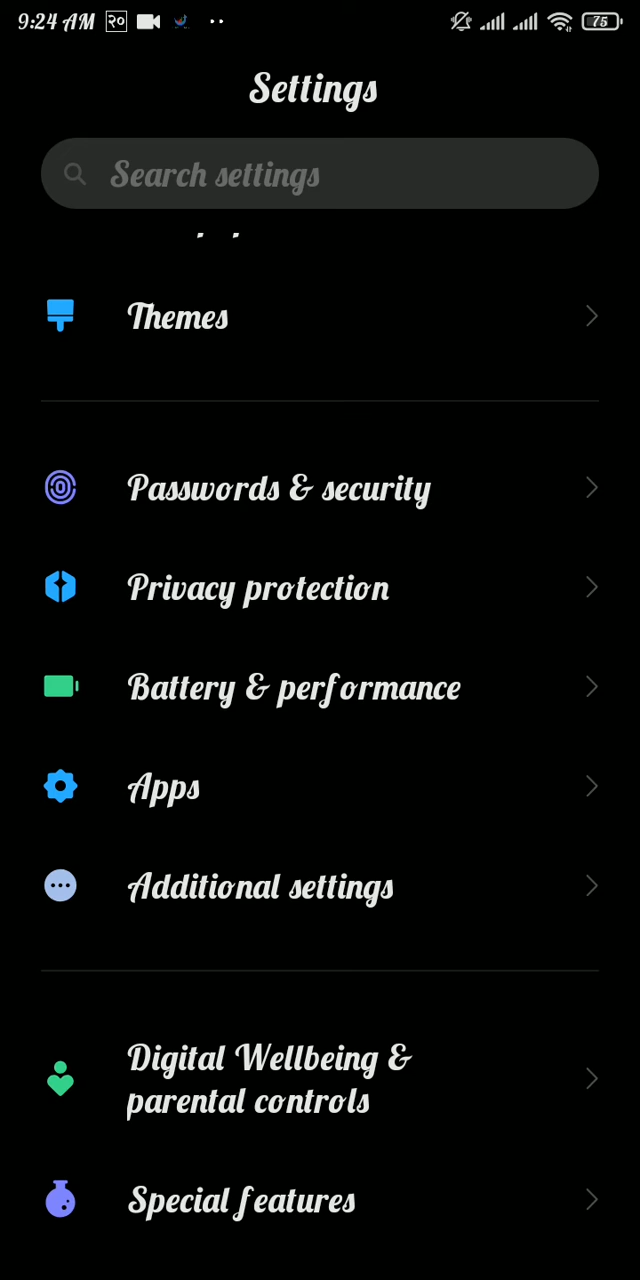 9:24 AM २०
75
Settings
Search settings
Themes
Passwords & security
Privacy protection
Battery & performance
Apps
Additional settings
Digital Wellbeing &
parental controls
Special features